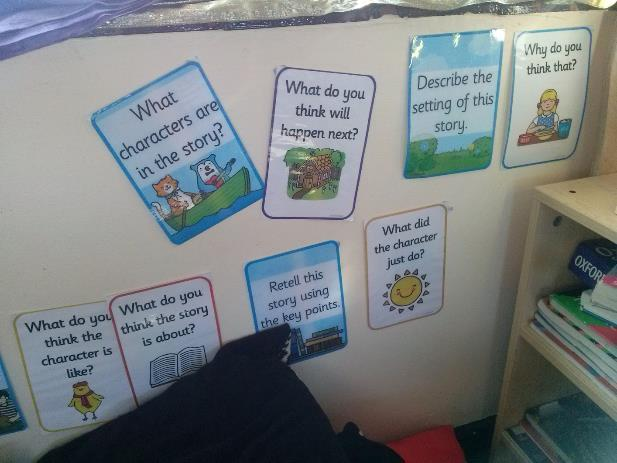 What
characters are
in the story?
What do you
think will
happen next?
Describe the
setting of this
story.
Why do you
think that?
What do you
think the
character is
like?
What do you
think the story
is about?
Retell this
story using
the key points.
What did
the character
just do?
OXFORD